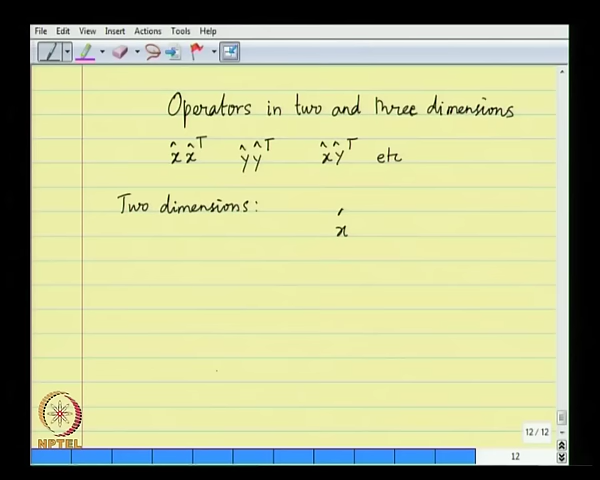 File Edit View Insert Actions Tools Help
Operators in two and three dimensions
x̂ x̂ᵀ ŷ ŷᵀ x̂ ŷᵀ etc
Two dimensions: x
12 / 12
NPTEL
12